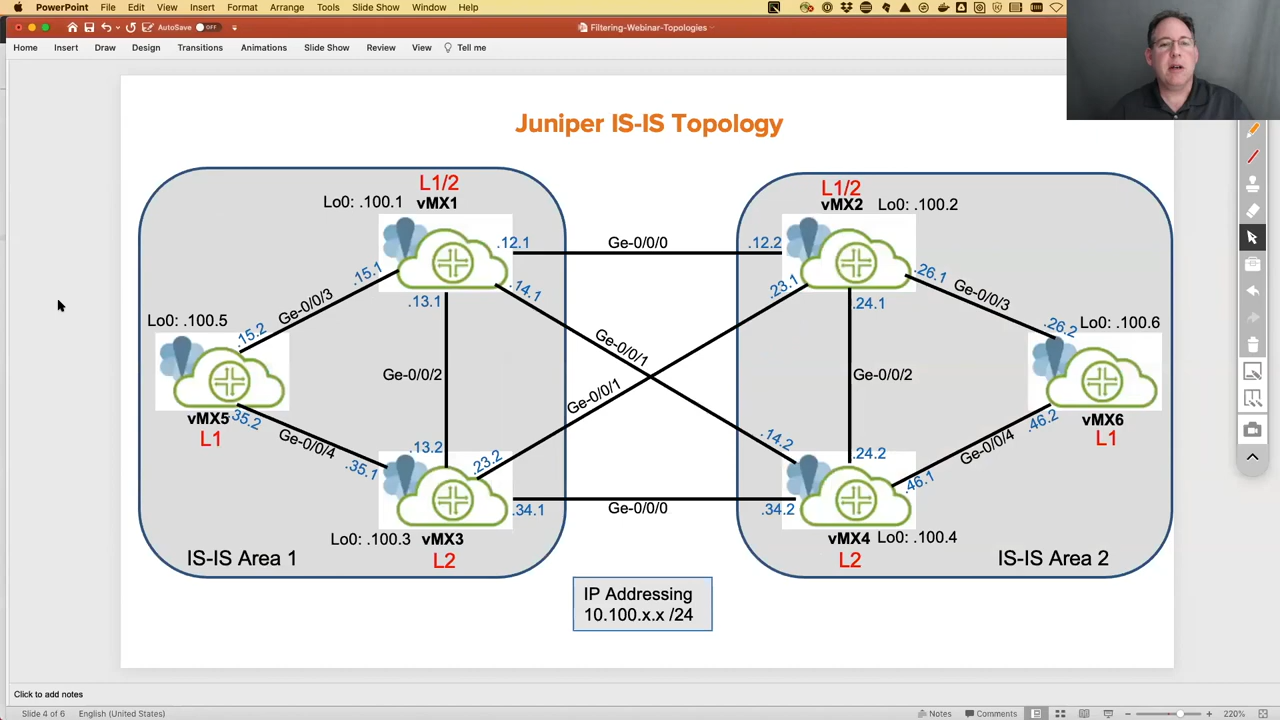 PowerPoint File Edit View Insert Format Arrange Tools Slide Show Window Help
AutoSave OFF
Filtering-Webinar-Topologies
Home Insert Draw Design Transitions Animations Slide Show Review View Tell me
Juniper IS-IS Topology
L1/2
Lo0: .100.1 vMX1
L1/2
vMX2 Lo0: .100.2
.12.1 Ge-0/0/0 .12.2
.15.1
.13.1
.14.1
.23.1
.24.1
.26.1
Ge-0/0/3
Ge-0/0/3
Lo0: .100.5
.15.2
.26.2
Lo0: .100.6
Ge-0/0/1
Ge-0/0/2
Ge-0/0/1
Ge-0/0/2
vMX5
L1
.35.2
Ge-0/0/4
.35.1
.13.2
.23.2
.14.2
.24.2
Ge-0/0/4
.46.2
.46.1
vMX6
L1
.34.1 Ge-0/0/0 .34.2
Lo0: .100.3 vMX3
L2
vMX4 Lo0: .100.4
L2
IS-IS Area 1
IS-IS Area 2
IP Addressing
10.100.x.x /24
Click to add notes
Slide 4 of 6 English (United States) Notes Comments 220%